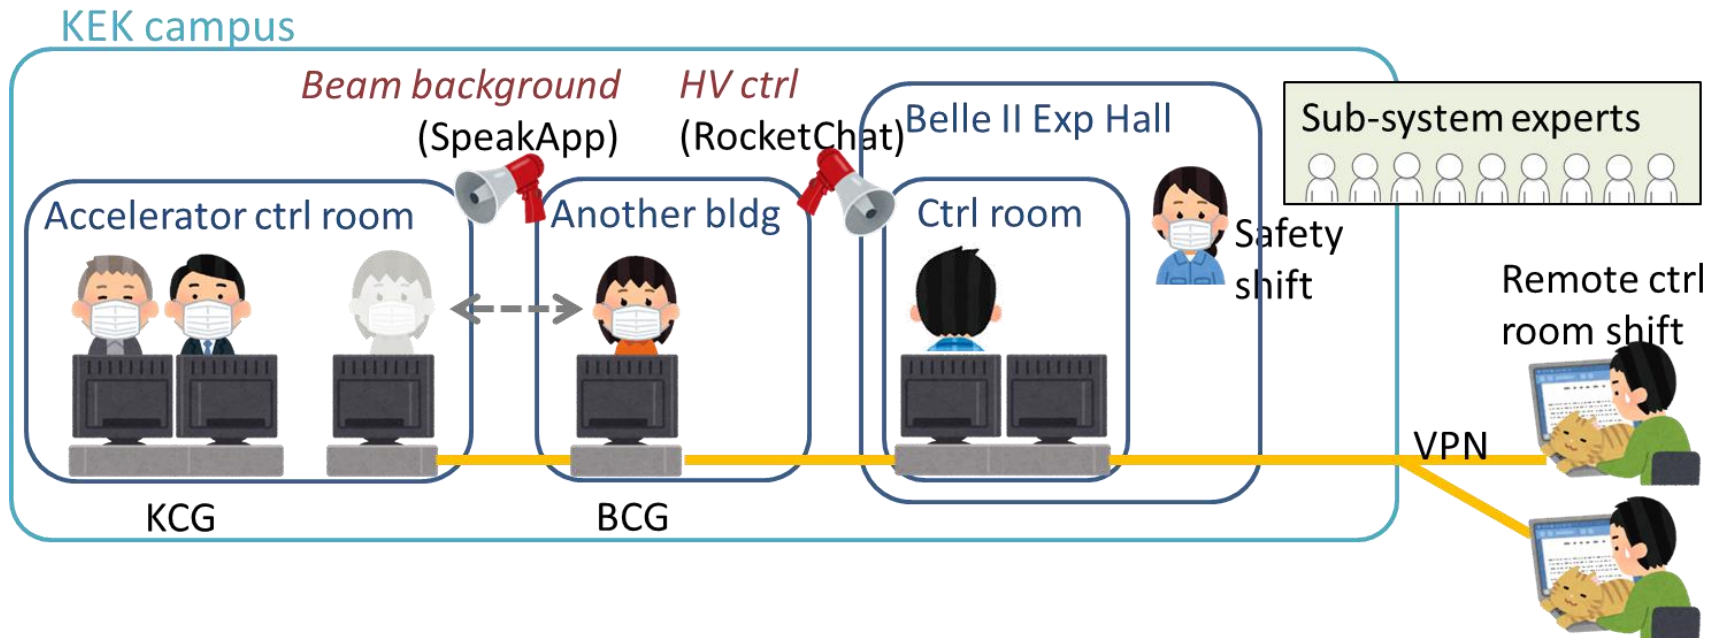 KEK campus
Beam background
(SpeakApp)
HV ctrl
(RocketChat)
Belle II Exp Hall
Sub-system experts
Accelerator ctrl room
Another bldg
Ctrl room
Safety
shift
Remote ctrl
room shift
VPN
KCG
BCG